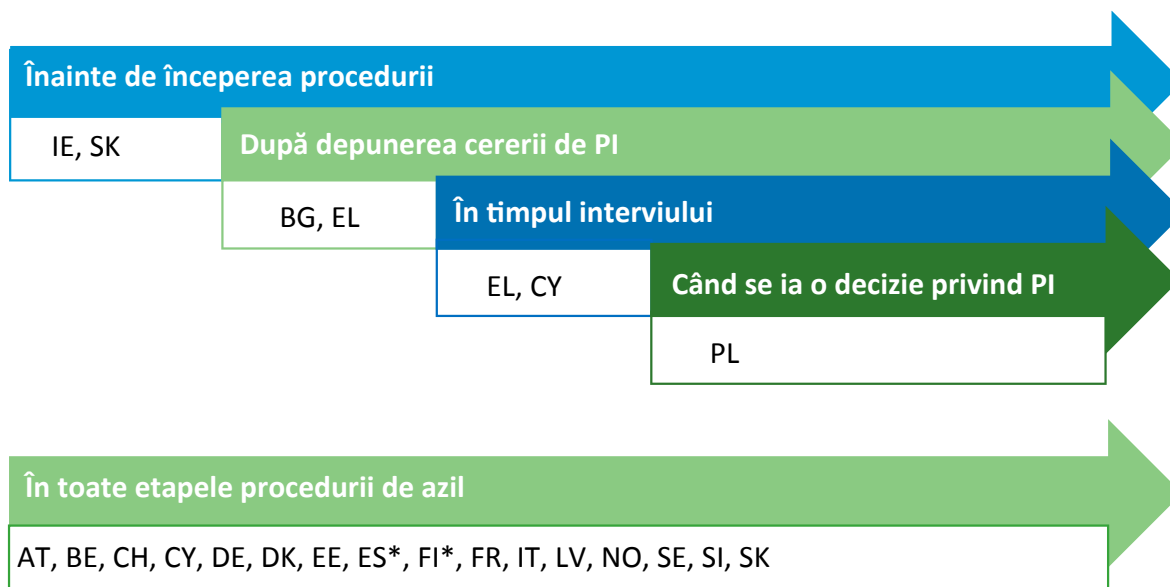 Înainte de începerea procedurii
IE, SK
După depunerea cererii de PI
BG, EL
În timpul interviului
EL, CY
Când se ia o decizie privind PI
PL
În toate etapele procedurii de azil
AT, BE, CH, CY, DE, DK, EE, ES*, FI*, FR, IT, LV, NO, SE, SI, SK